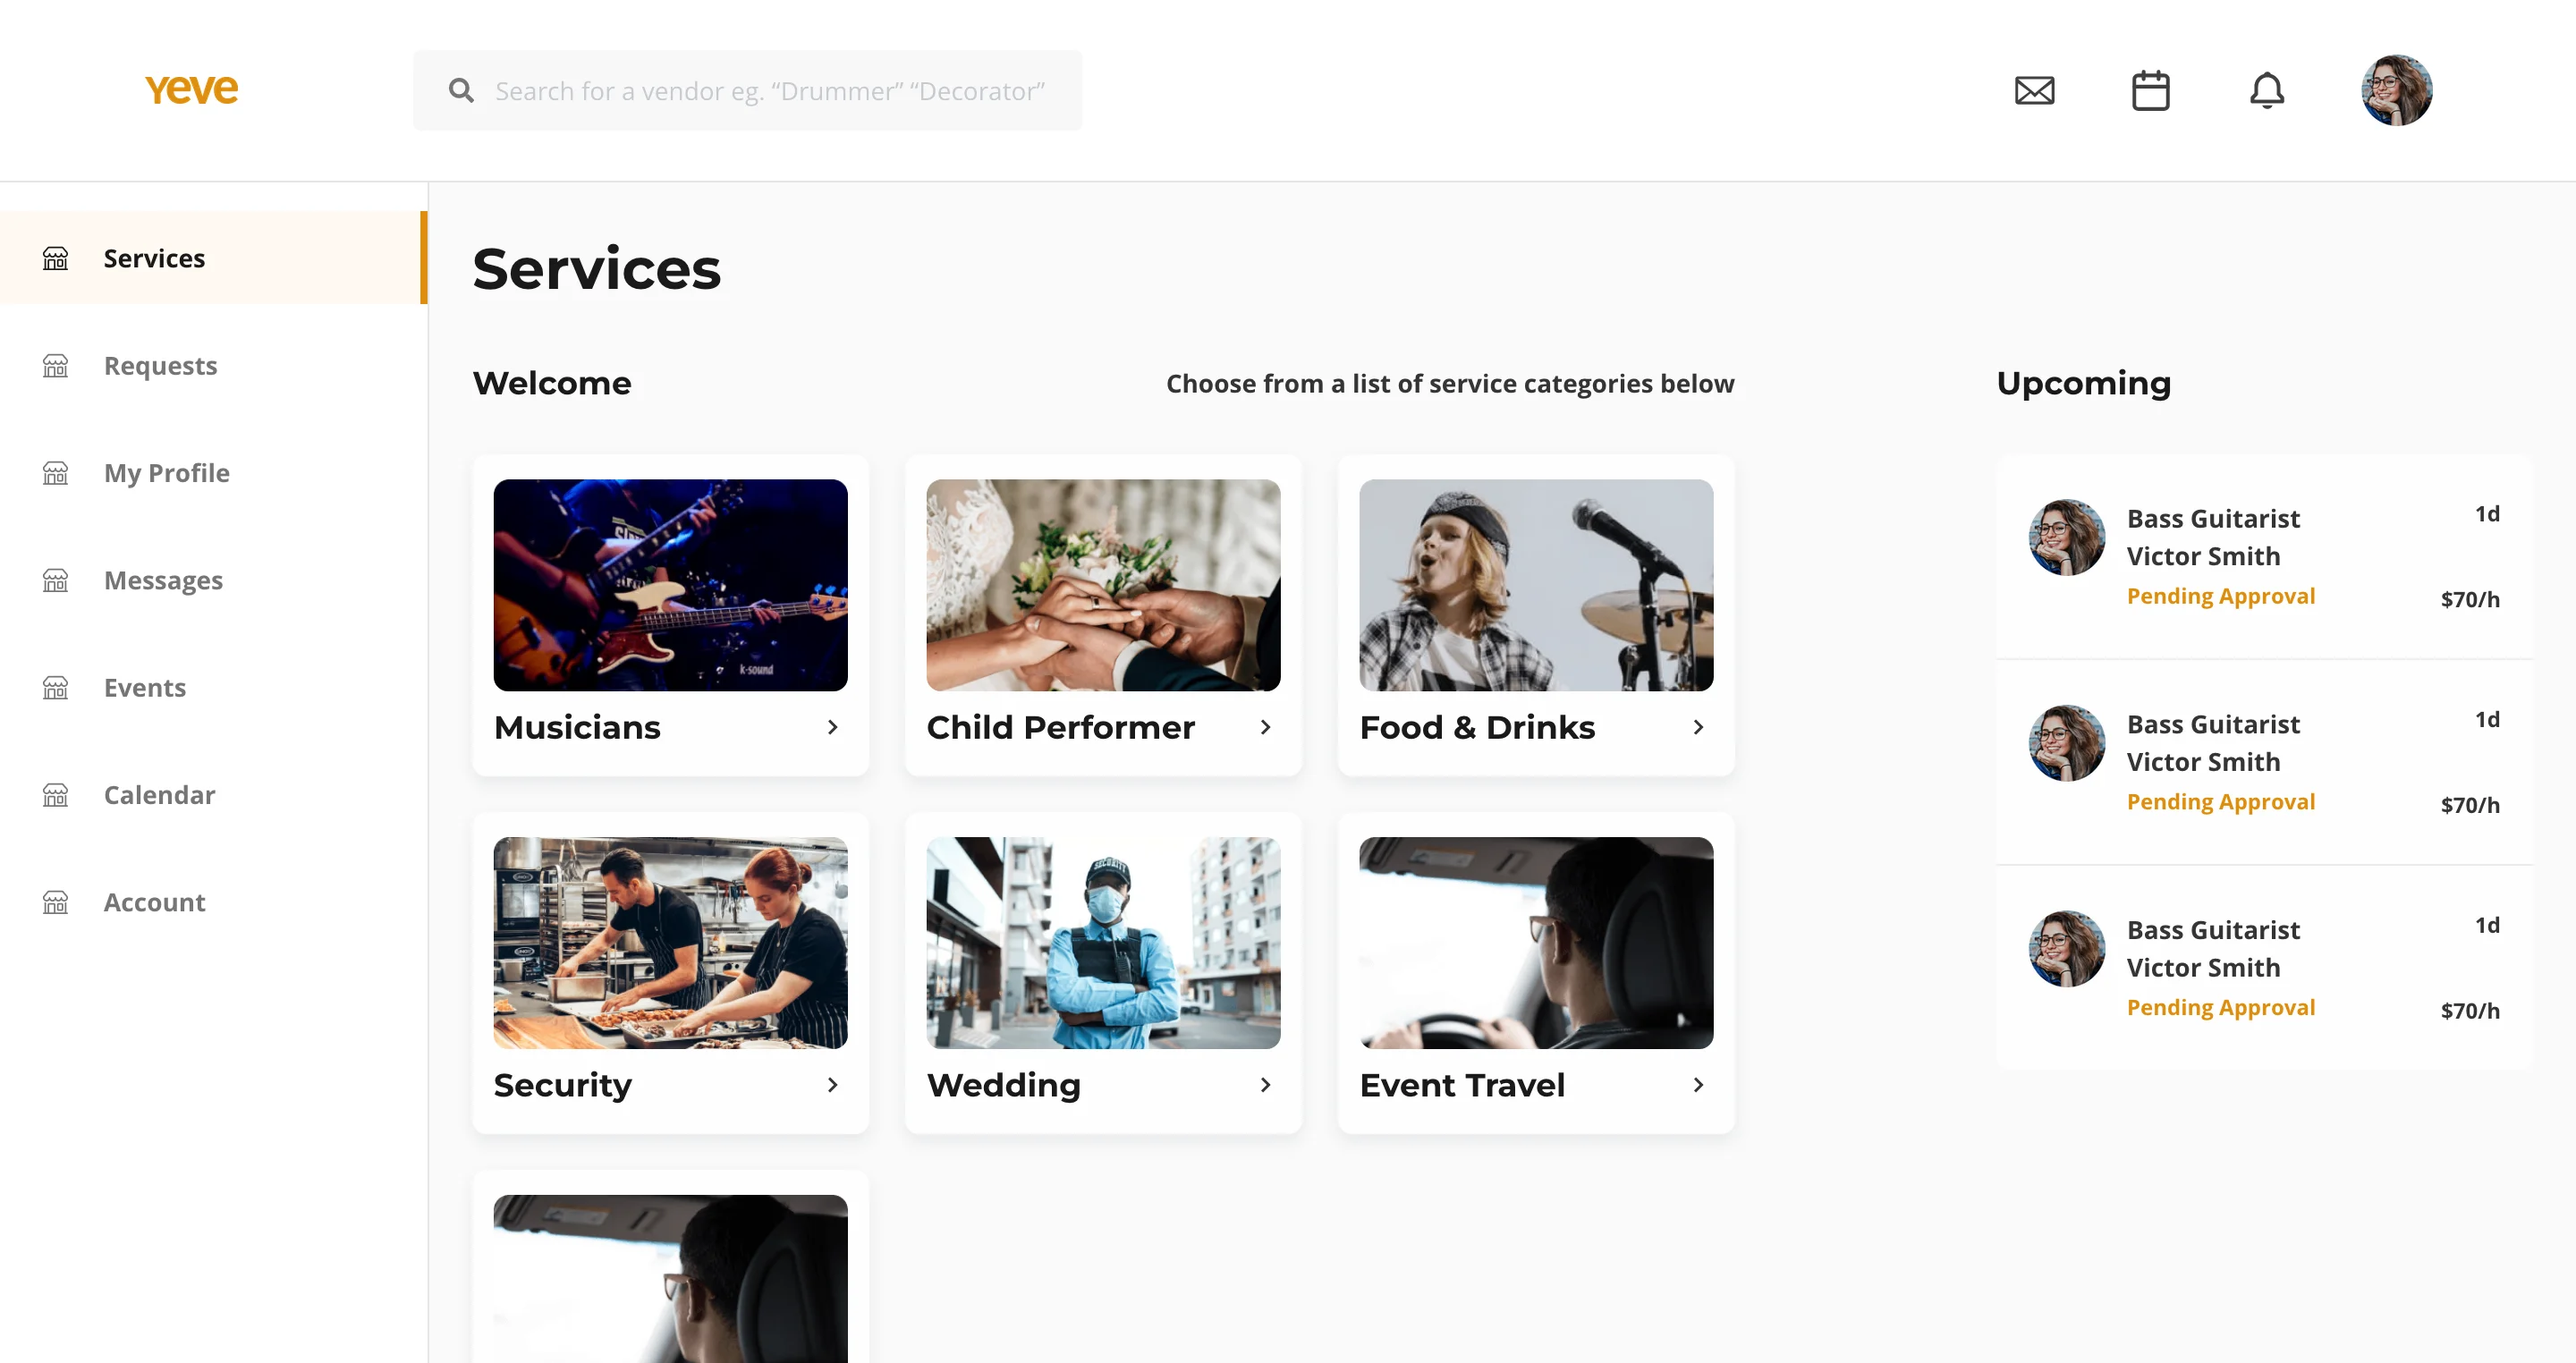 yeve
Search for a vendor eg. “Drummer” “Decorator”
Services
Requests
My Profile
Messages
Events
Calendar
Account
Services
Welcome
Choose from a list of service categories below
k-sound
Musicians
Child Performer
Food & Drinks
Security
SECURITY
Wedding
Event Travel
Upcoming
Bass Guitarist
1d
Victor Smith
Pending Approval
$70/h
Bass Guitarist
1d
Victor Smith
Pending Approval
$70/h
Bass Guitarist
1d
Victor Smith
Pending Approval
$70/h